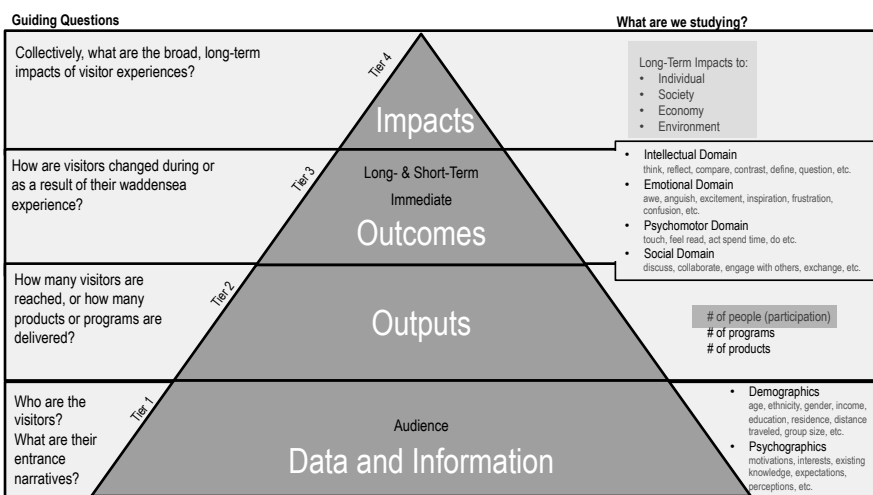 Guiding Questions
What are we studying?
Collectively, what are the broad, long-term
impacts of visitor experiences?
Tier 4
Impacts
Long-Term Impacts to:
• Individual
• Society
• Economy
• Environment
How are visitors changed during or
as a result of their waddensea
experience?
Tier 3
Long- & Short-Term
Immediate
Outcomes
• Intellectual Domain
think, reflect, compare, contrast, define, question, etc.
• Emotional Domain
awe, anguish, excitement, inspiration, frustration,
confusion, etc.
• Psychomotor Domain
touch, feel read, act spend time, do etc.
• Social Domain
discuss, collaborate, engage with others, exchange, etc.
How many visitors are
reached, or how many
products or programs are
delivered?
Tier 2
Outputs
# of people (participation)
# of programs
# of products
Who are the
visitors?
What are their
entrance
narratives?
Tier 1
Audience
Data and Information
• Demographics
age, ethnicity, gender, income,
education, residence, distance
traveled, group size, etc.
• Psychographics
motivations, interests, existing
knowledge, expectations,
perceptions, etc.